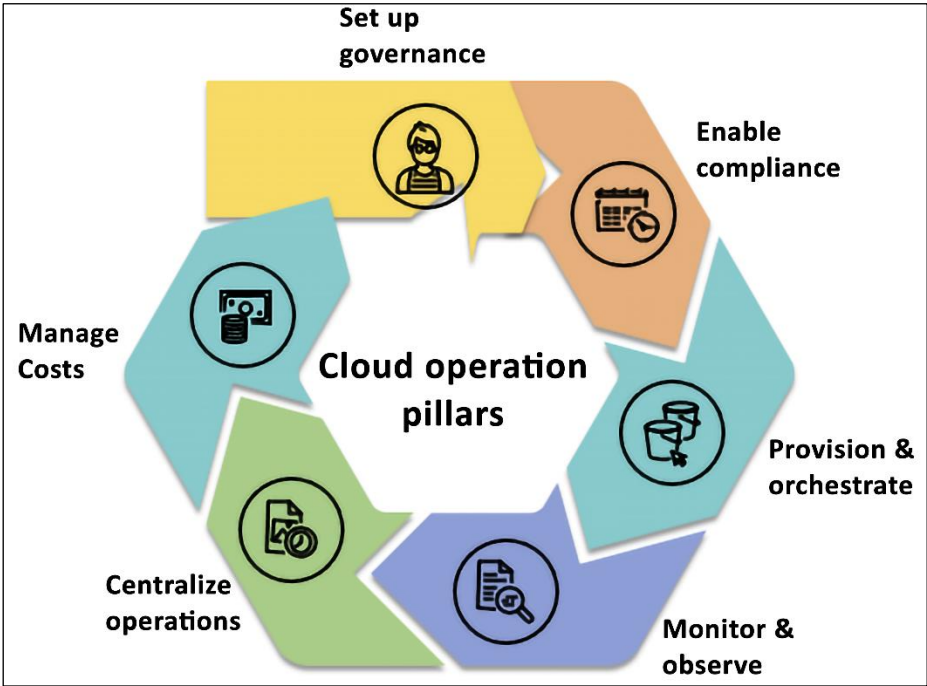 Set up
governance
Enable
compliance
Provision &
orchestrate
Monitor &
observe
Centralize
operations
Manage
Costs
Cloud operation
pillars